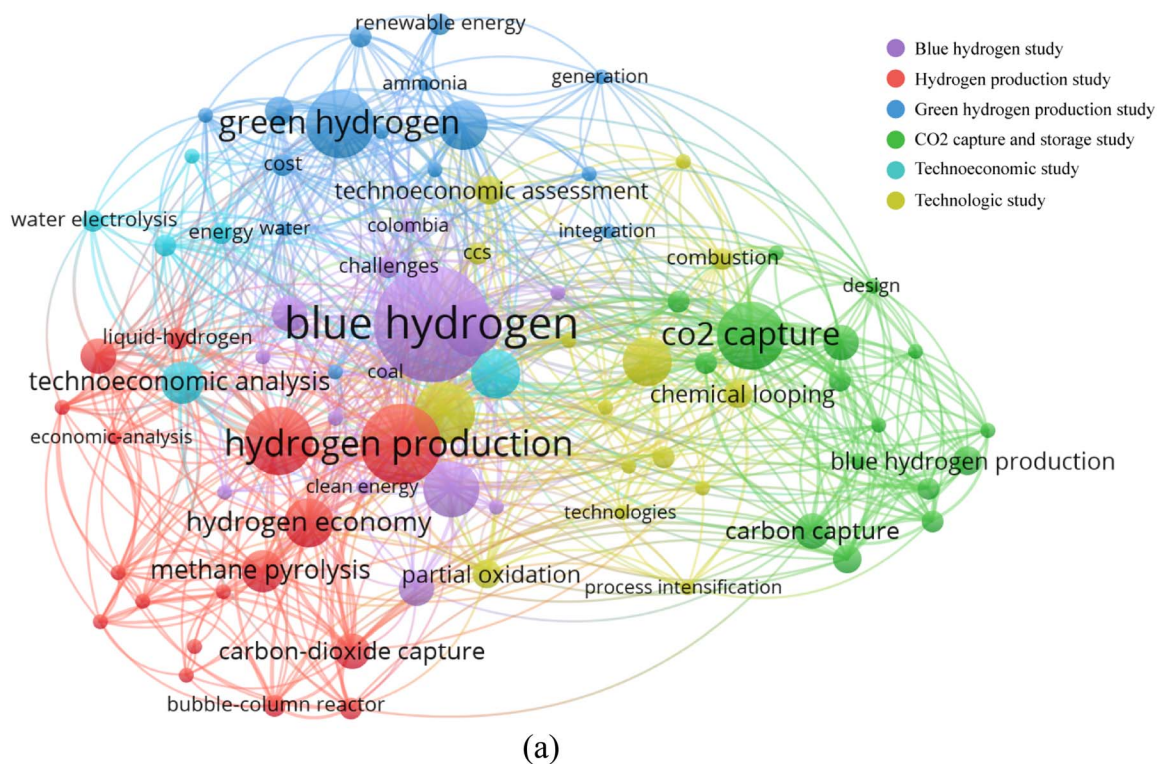 renewable energy
ammonia
generation
green hydrogen
cost
technoeconomic assessment
water electrolysis
energy
water
colombia
integration
ccs
challenges
combustion
design
blue hydrogen
co2 capture
liquid-hydrogen
technoeconomic analysis
coal
chemical looping
economic-analysis
hydrogen production
blue hydrogen production
clean energy
hydrogen economy
technologies
carbon capture
methane pyrolysis
partial oxidation
process intensification
carbon-dioxide capture
bubble-column reactor
Blue hydrogen study
Hydrogen production study
Green hydrogen production study
CO2 capture and storage study
Technoeconomic study
Technologic study
(a)